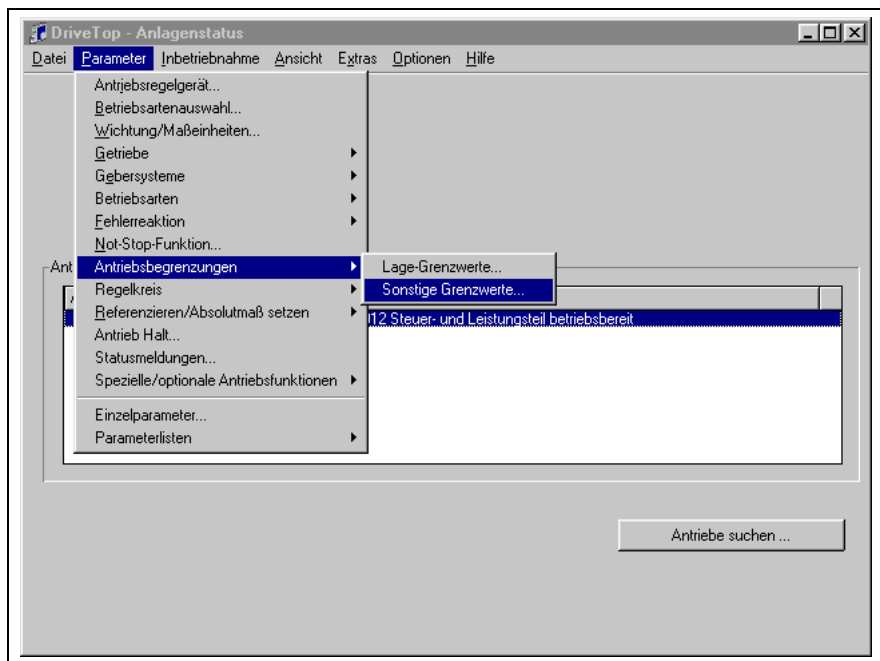 DriveTop - Anlagenstatus
Datei Parameter Inbetriebnahme Ansicht Extras Optionen Hilfe
Antriebsregelgerät...
Betriebsartenauswahl...
Wichtung/Maßeinheiten...
Getriebe
Gebersysteme
Betriebsarten
Fehlerreaktion
Not-Stop-Funktion...
Ant
Antriebsbegrenzungen
Lage-Grenzwerte...
Regelkreis
Sonstige Grenzwerte...
Referenzieren/Absolutmaß setzen
012 Steuer- und Leistungsteil betriebsbereit
Antrieb Halt...
Statusmeldungen...
Spezielle/optionale Antriebsfunktionen
Einzelparameter...
Parameterlisten
Antriebe suchen ...